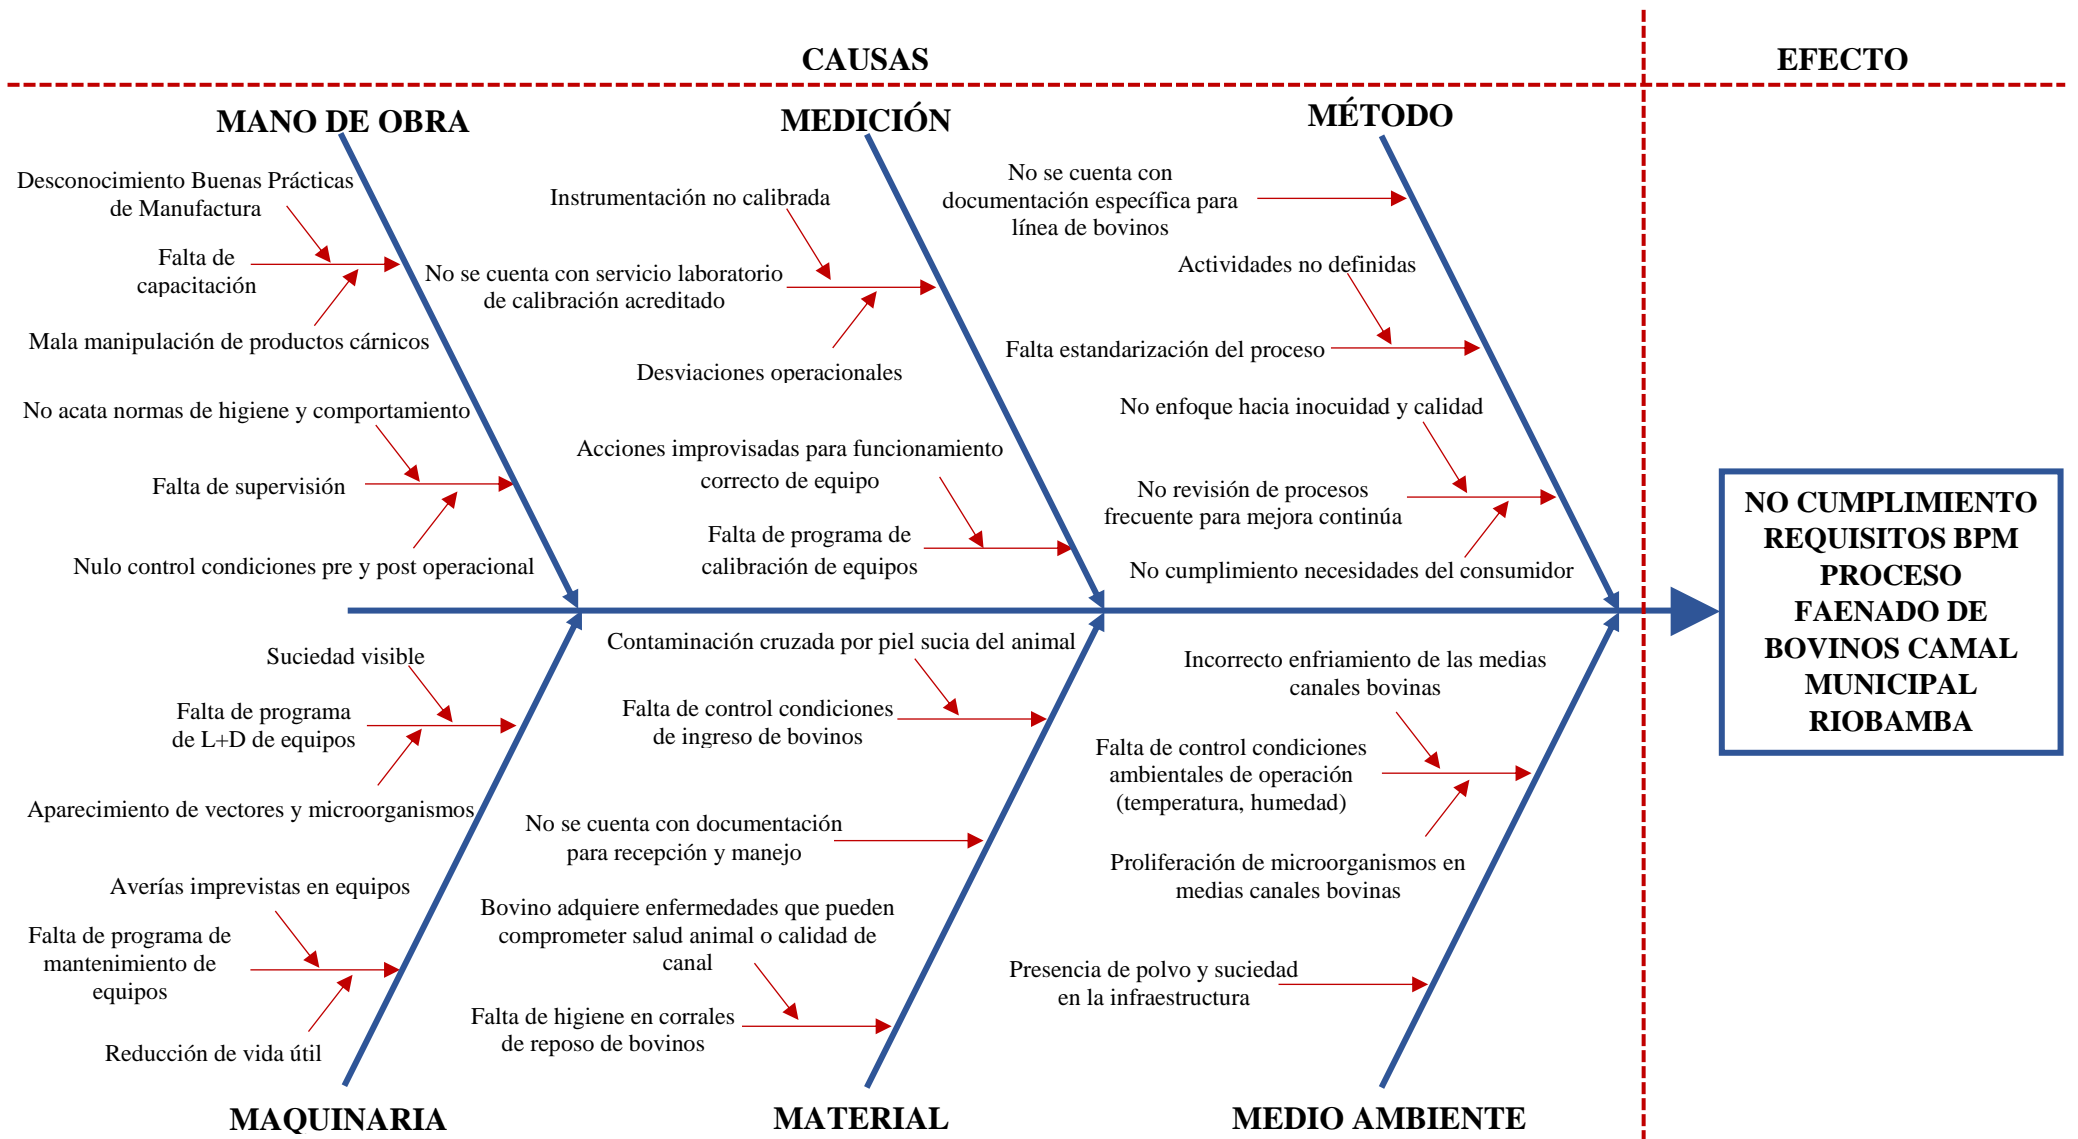 CAUSAS
EFECTO
MANO DE OBRA
Desconocimiento Buenas Prácticas
de Manufactura
Falta de
capacitación
Mala manipulación de productos cárnicos
No acata normas de higiene y comportamiento
Falta de supervisión
Nulo control condiciones pre y post operacional
MEDICIÓN
Instrumentación no calibrada
No se cuenta con servicio laboratorio
de calibración acreditado
Desviaciones operacionales
Acciones improvisadas para funcionamiento
correcto de equipo
Falta de programa de
calibración de equipos
MÉTODO
No se cuenta con
documentación específica para
línea de bovinos
Actividades no definidas
Falta estandarización del proceso
No enfoque hacia inocuidad y calidad
No revisión de procesos
frecuente para mejora continúa
No cumplimiento necesidades del consumidor
NO CUMPLIMIENTO
REQUISITOS BPM
PROCESO
FAENADO DE
BOVINOS CAMAL
MUNICIPAL
RIOBAMBA
Suciedad visible
Falta de programa
de L+D de equipos
Aparecimiento de vectores y microorganismos
Averías imprevistas en equipos
Falta de programa de
mantenimiento de
equipos
Reducción de vida útil
MAQUINARIA
Contaminación cruzada por piel sucia del animal
Falta de control condiciones
de ingreso de bovinos
No se cuenta con documentación
para recepción y manejo
Bovino adquiere enfermedades que pueden
comprometer salud animal o calidad de
canal
Falta de higiene en corrales
de reposo de bovinos
MATERIAL
Incorrecto enfriamiento de las medias
canales bovinas
Falta de control condiciones
ambientales de operación
(temperatura, humedad)
Proliferación de microorganismos en
medias canales bovinas
Presencia de polvo y suciedad
en la infraestructura
MEDIO AMBIENTE